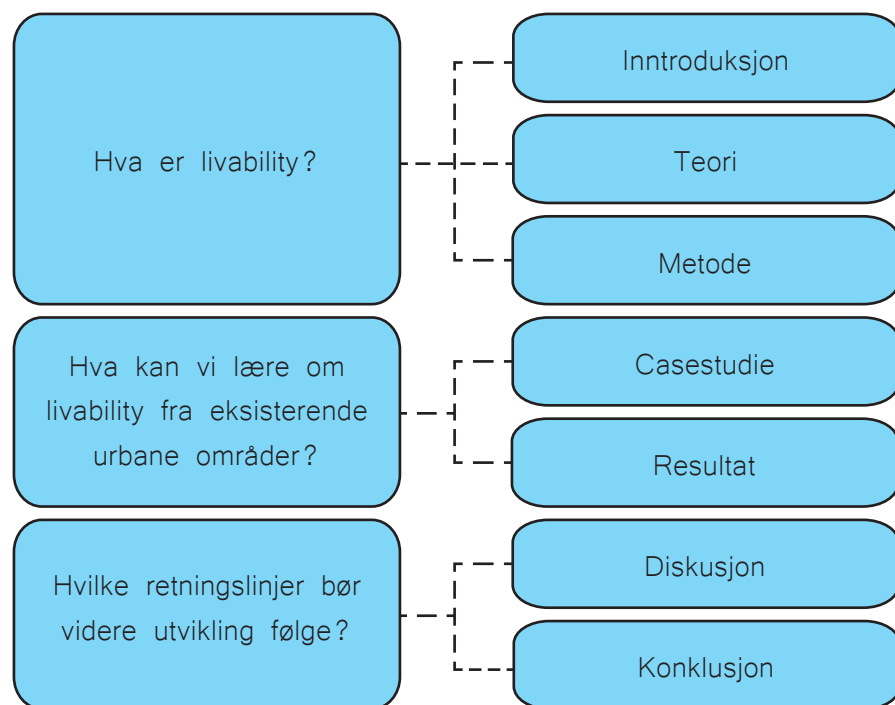 Hva er livability?
Inntroduksjon
Teori
Metode
Hva kan vi lære om
livability fra eksisterende
urbane områder?
Casestudie
Resultat
Hvilke retningslinjer bør
videre utvikling følge?
Diskusjon
Konklusjon